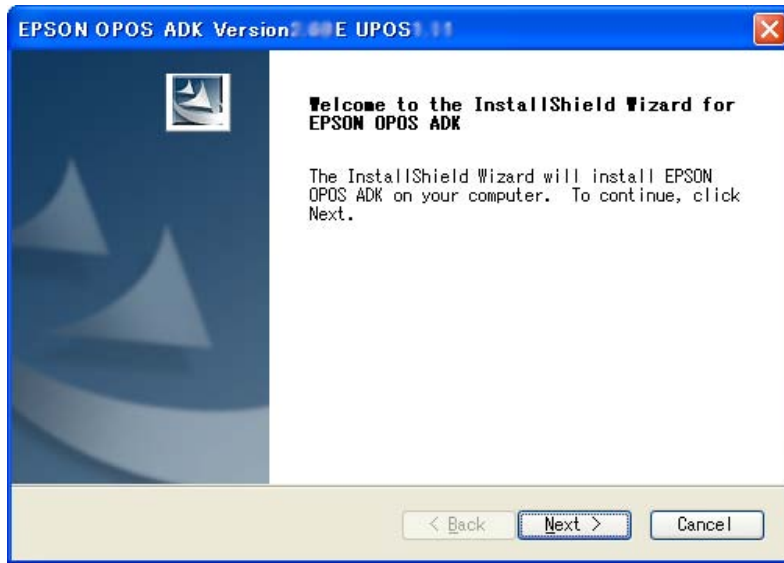 EPSON OPOS ADK Version E UPOS
Welcome to the InstallShield Wizard for
EPSON OPOS ADK
The InstallShield Wizard will install EPSON
OPOS ADK on your computer. To continue, click
Next.
< Back
Next >
Cancel